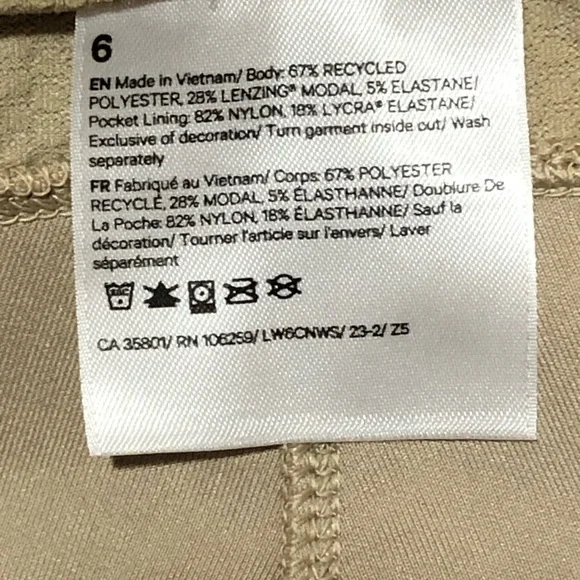 6
EN Made in Vietnam/ Body: 67% RECYCLED
POLYESTER, 28% LENZING® MODAL, 5% ELASTANE/
Pocket Lining: 82% NYLON, 18% LYCRA® ELASTANE/
Exclusive of decoration/ Turn garment inside out/ Wash
separately
FR Fabriqué au Vietnam/ Corps: 67% POLYESTER
RECYCLÉ, 28% MODAL, 5% ÉLASTHANNE/ Doublure De
La Poche: 82% NYLON, 18% ÉLASTHANNE/ Sauf la
décoration/ Tourner l'article sur l'envers/ Laver
séparément
CA 35801/ RN 106259/ LW6CNWS/ 23-2/ Z5